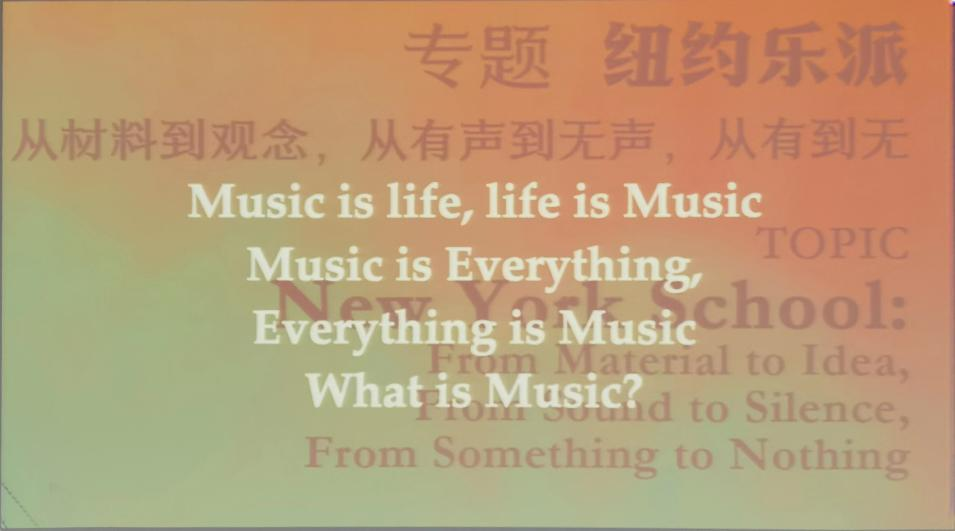 专题 纽约乐派
从材料到观念，从有声到无声，从有到无
Music is life, life is Music
TOPIC
Music is Everything,
New York School:
Everything is Music
From Material to Idea,
What is Music?
From Sound to Silence,
From Something to Nothing